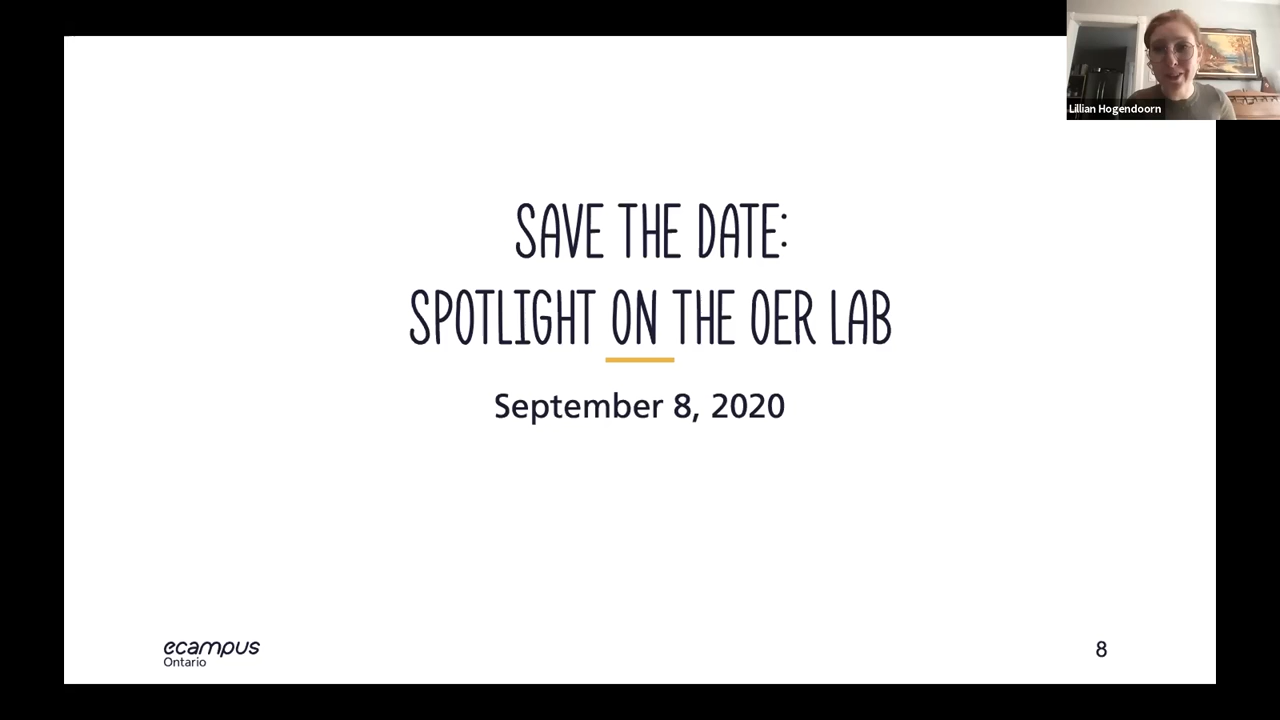 Lillian Hogendoorn
SAVE THE DATE:
SPOTLIGHT ON THE OER LAB
September 8, 2020
ecampus
Ontario
8